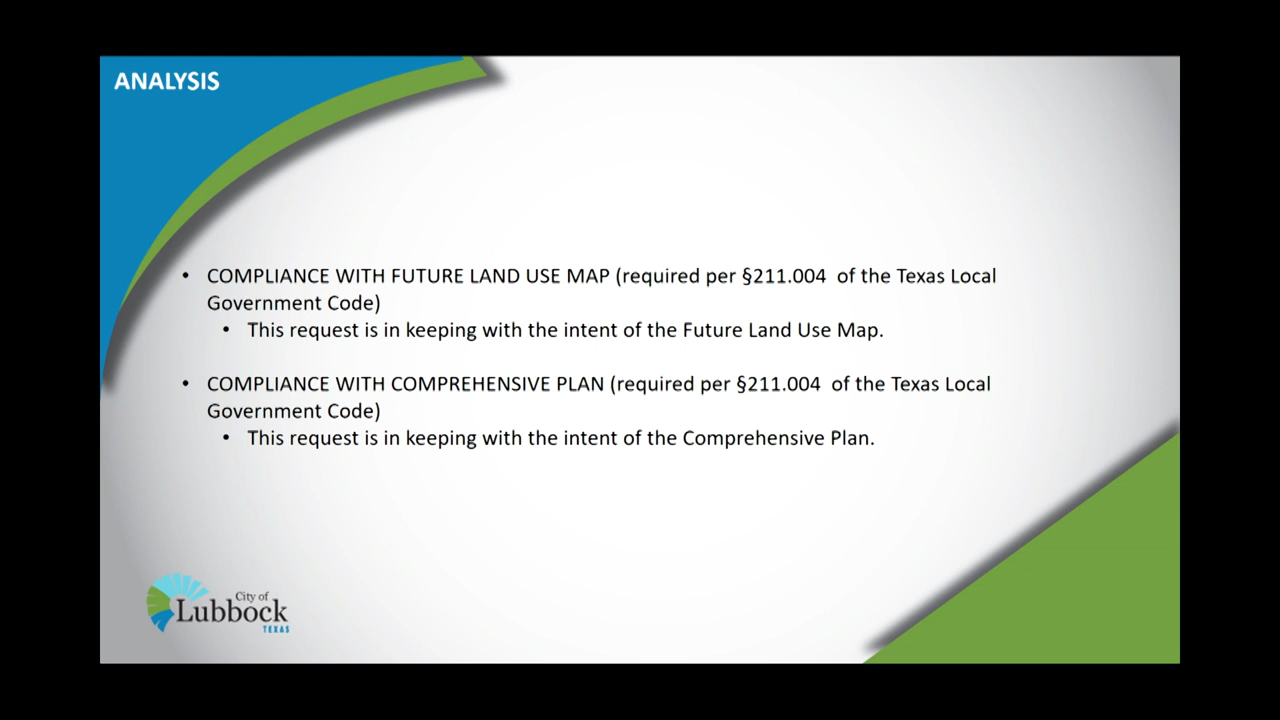 ANALYSIS
• COMPLIANCE WITH FUTURE LAND USE MAP (required per §211.004  of the Texas Local
Government Code)
• This request is in keeping with the intent of the Future Land Use Map.
• COMPLIANCE WITH COMPREHENSIVE PLAN (required per §211.004  of the Texas Local
Government Code)
• This request is in keeping with the intent of the Comprehensive Plan.
City of
Lubbock
TEXAS